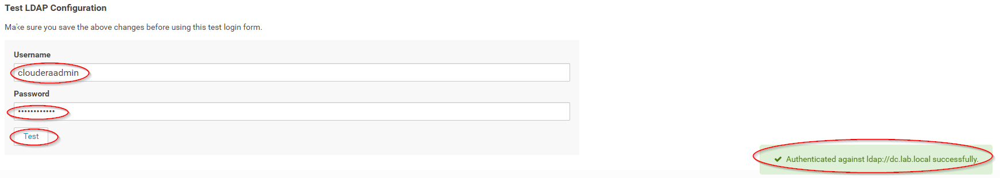 Test LDAP Configuration
Make sure you save the above changes before using this test login form.
Username
clouderaadmin
Password
••••••••••••
Test
✔ Authenticated against ldap://dc.lab.local successfully.